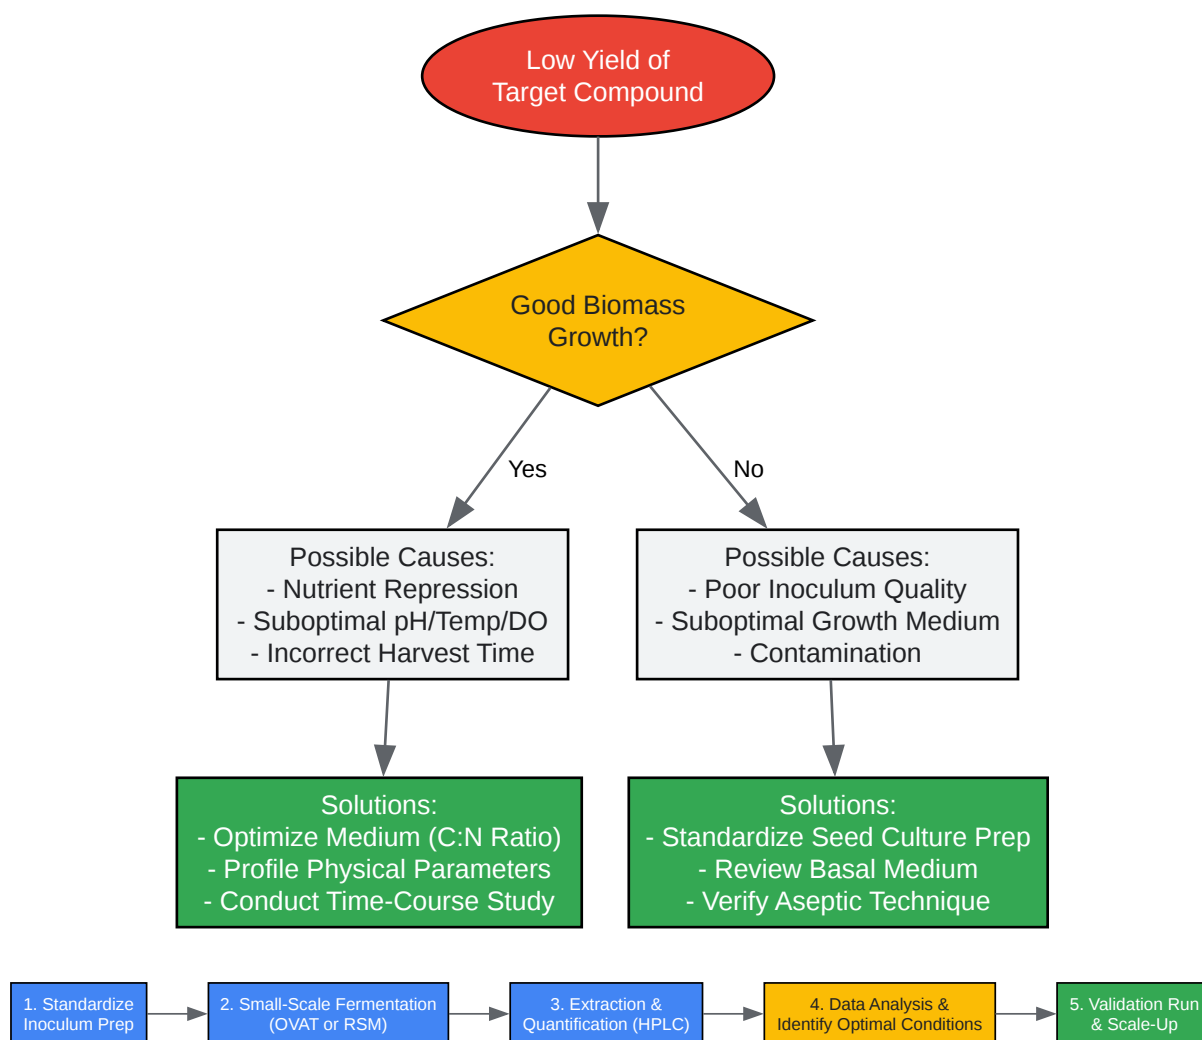 Low Yield of
Target Compound
Good Biomass
Growth?
Yes
No
Possible Causes:
- Nutrient Repression
- Suboptimal pH/Temp/DO
- Incorrect Harvest Time
Possible Causes:
- Poor Inoculum Quality
- Suboptimal Growth Medium
- Contamination
Solutions:
- Optimize Medium (C:N Ratio)
- Profile Physical Parameters
- Conduct Time-Course Study
Solutions:
- Standardize Seed Culture Prep
- Review Basal Medium
- Verify Aseptic Technique
1. Standardize
Inoculum Prep
2. Small-Scale Fermentation
(OVAT or RSM)
3. Extraction &
Quantification (HPLC)
4. Data Analysis &
Identify Optimal Conditions
5. Validation Run
& Scale-Up